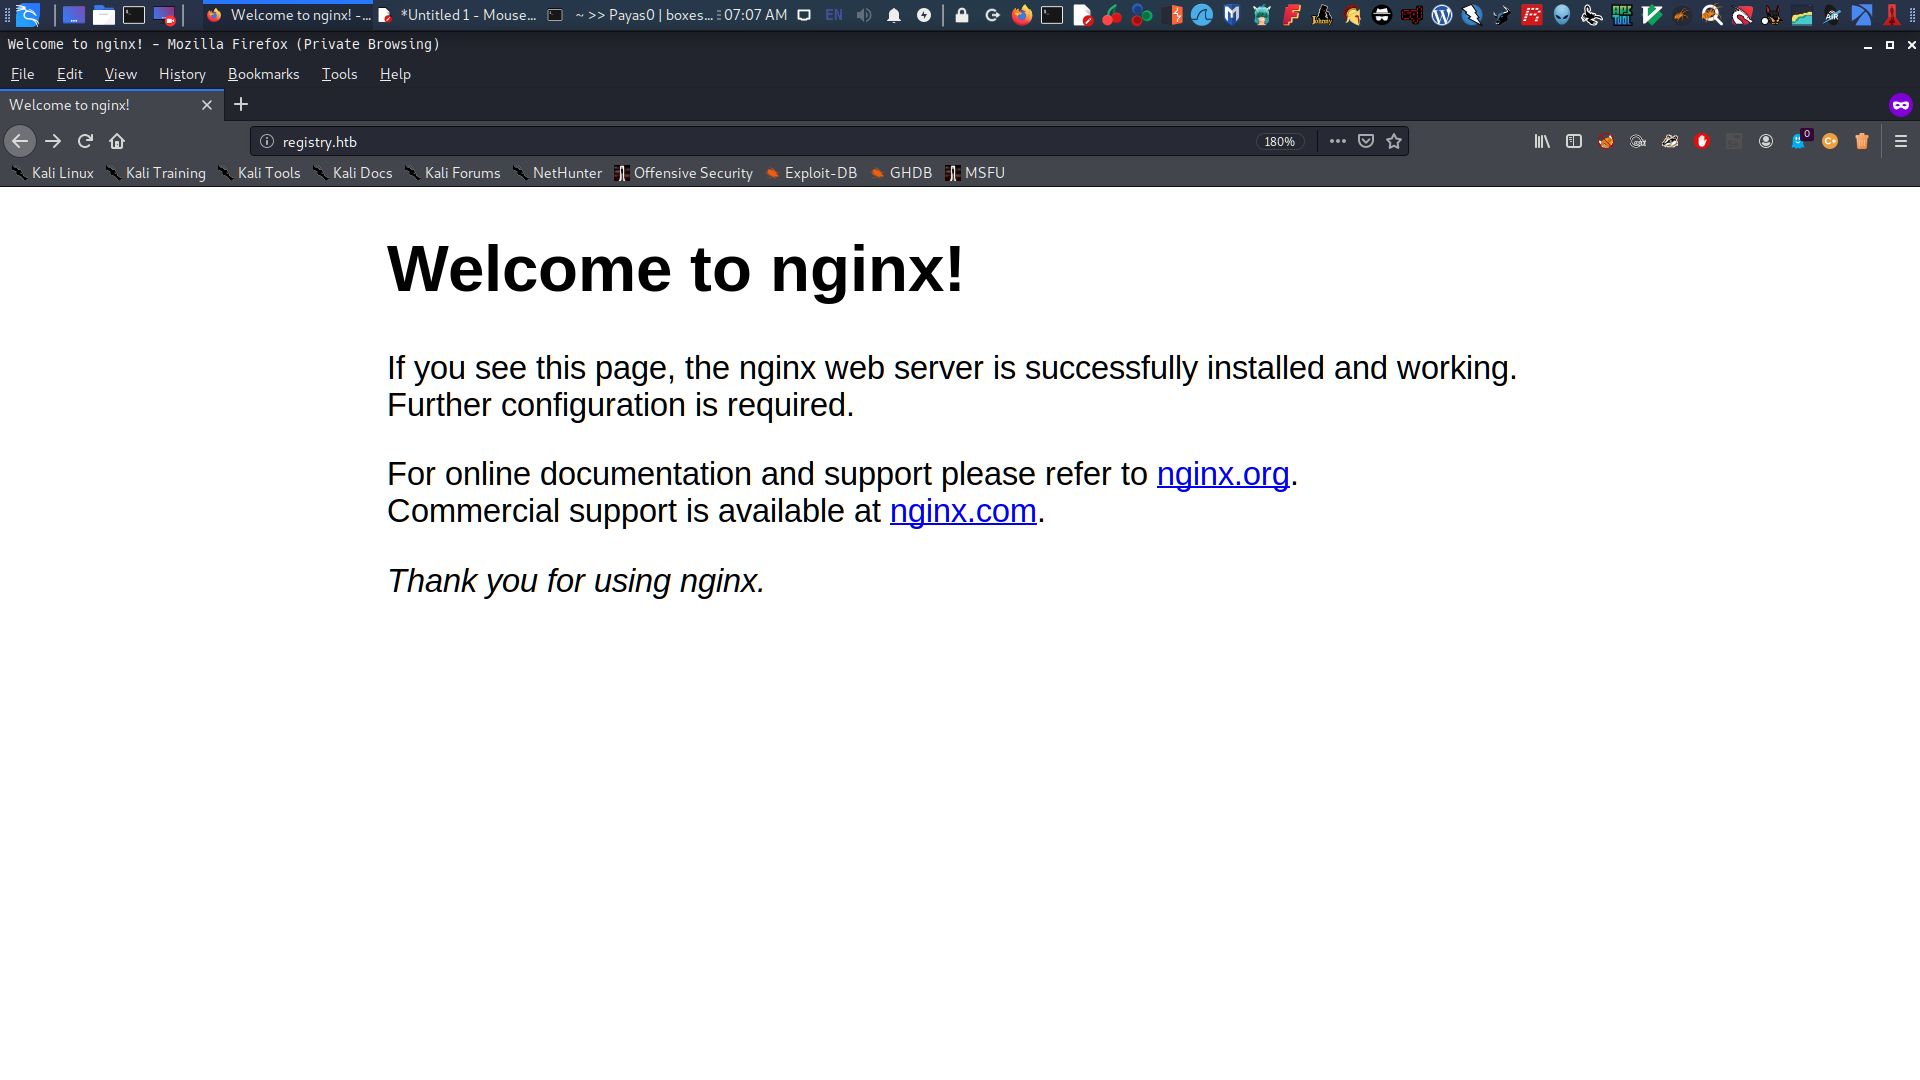 Welcome to nginx! -...
*Untitled 1 - Mouse...
~ >> Payas0 | boxes...
07:07 AM
EN
Welcome to nginx! - Mozilla Firefox (Private Browsing)
File Edit View History Bookmarks Tools Help
Welcome to nginx!
registry.htb
180%
0
Kali Linux Kali Training Kali Tools Kali Docs Kali Forums NetHunter Offensive Security Exploit-DB GHDB MSFU
Welcome to nginx!
If you see this page, the nginx web server is successfully installed and working.
Further configuration is required.
For online documentation and support please refer to nginx.org.
Commercial support is available at nginx.com.
Thank you for using nginx.